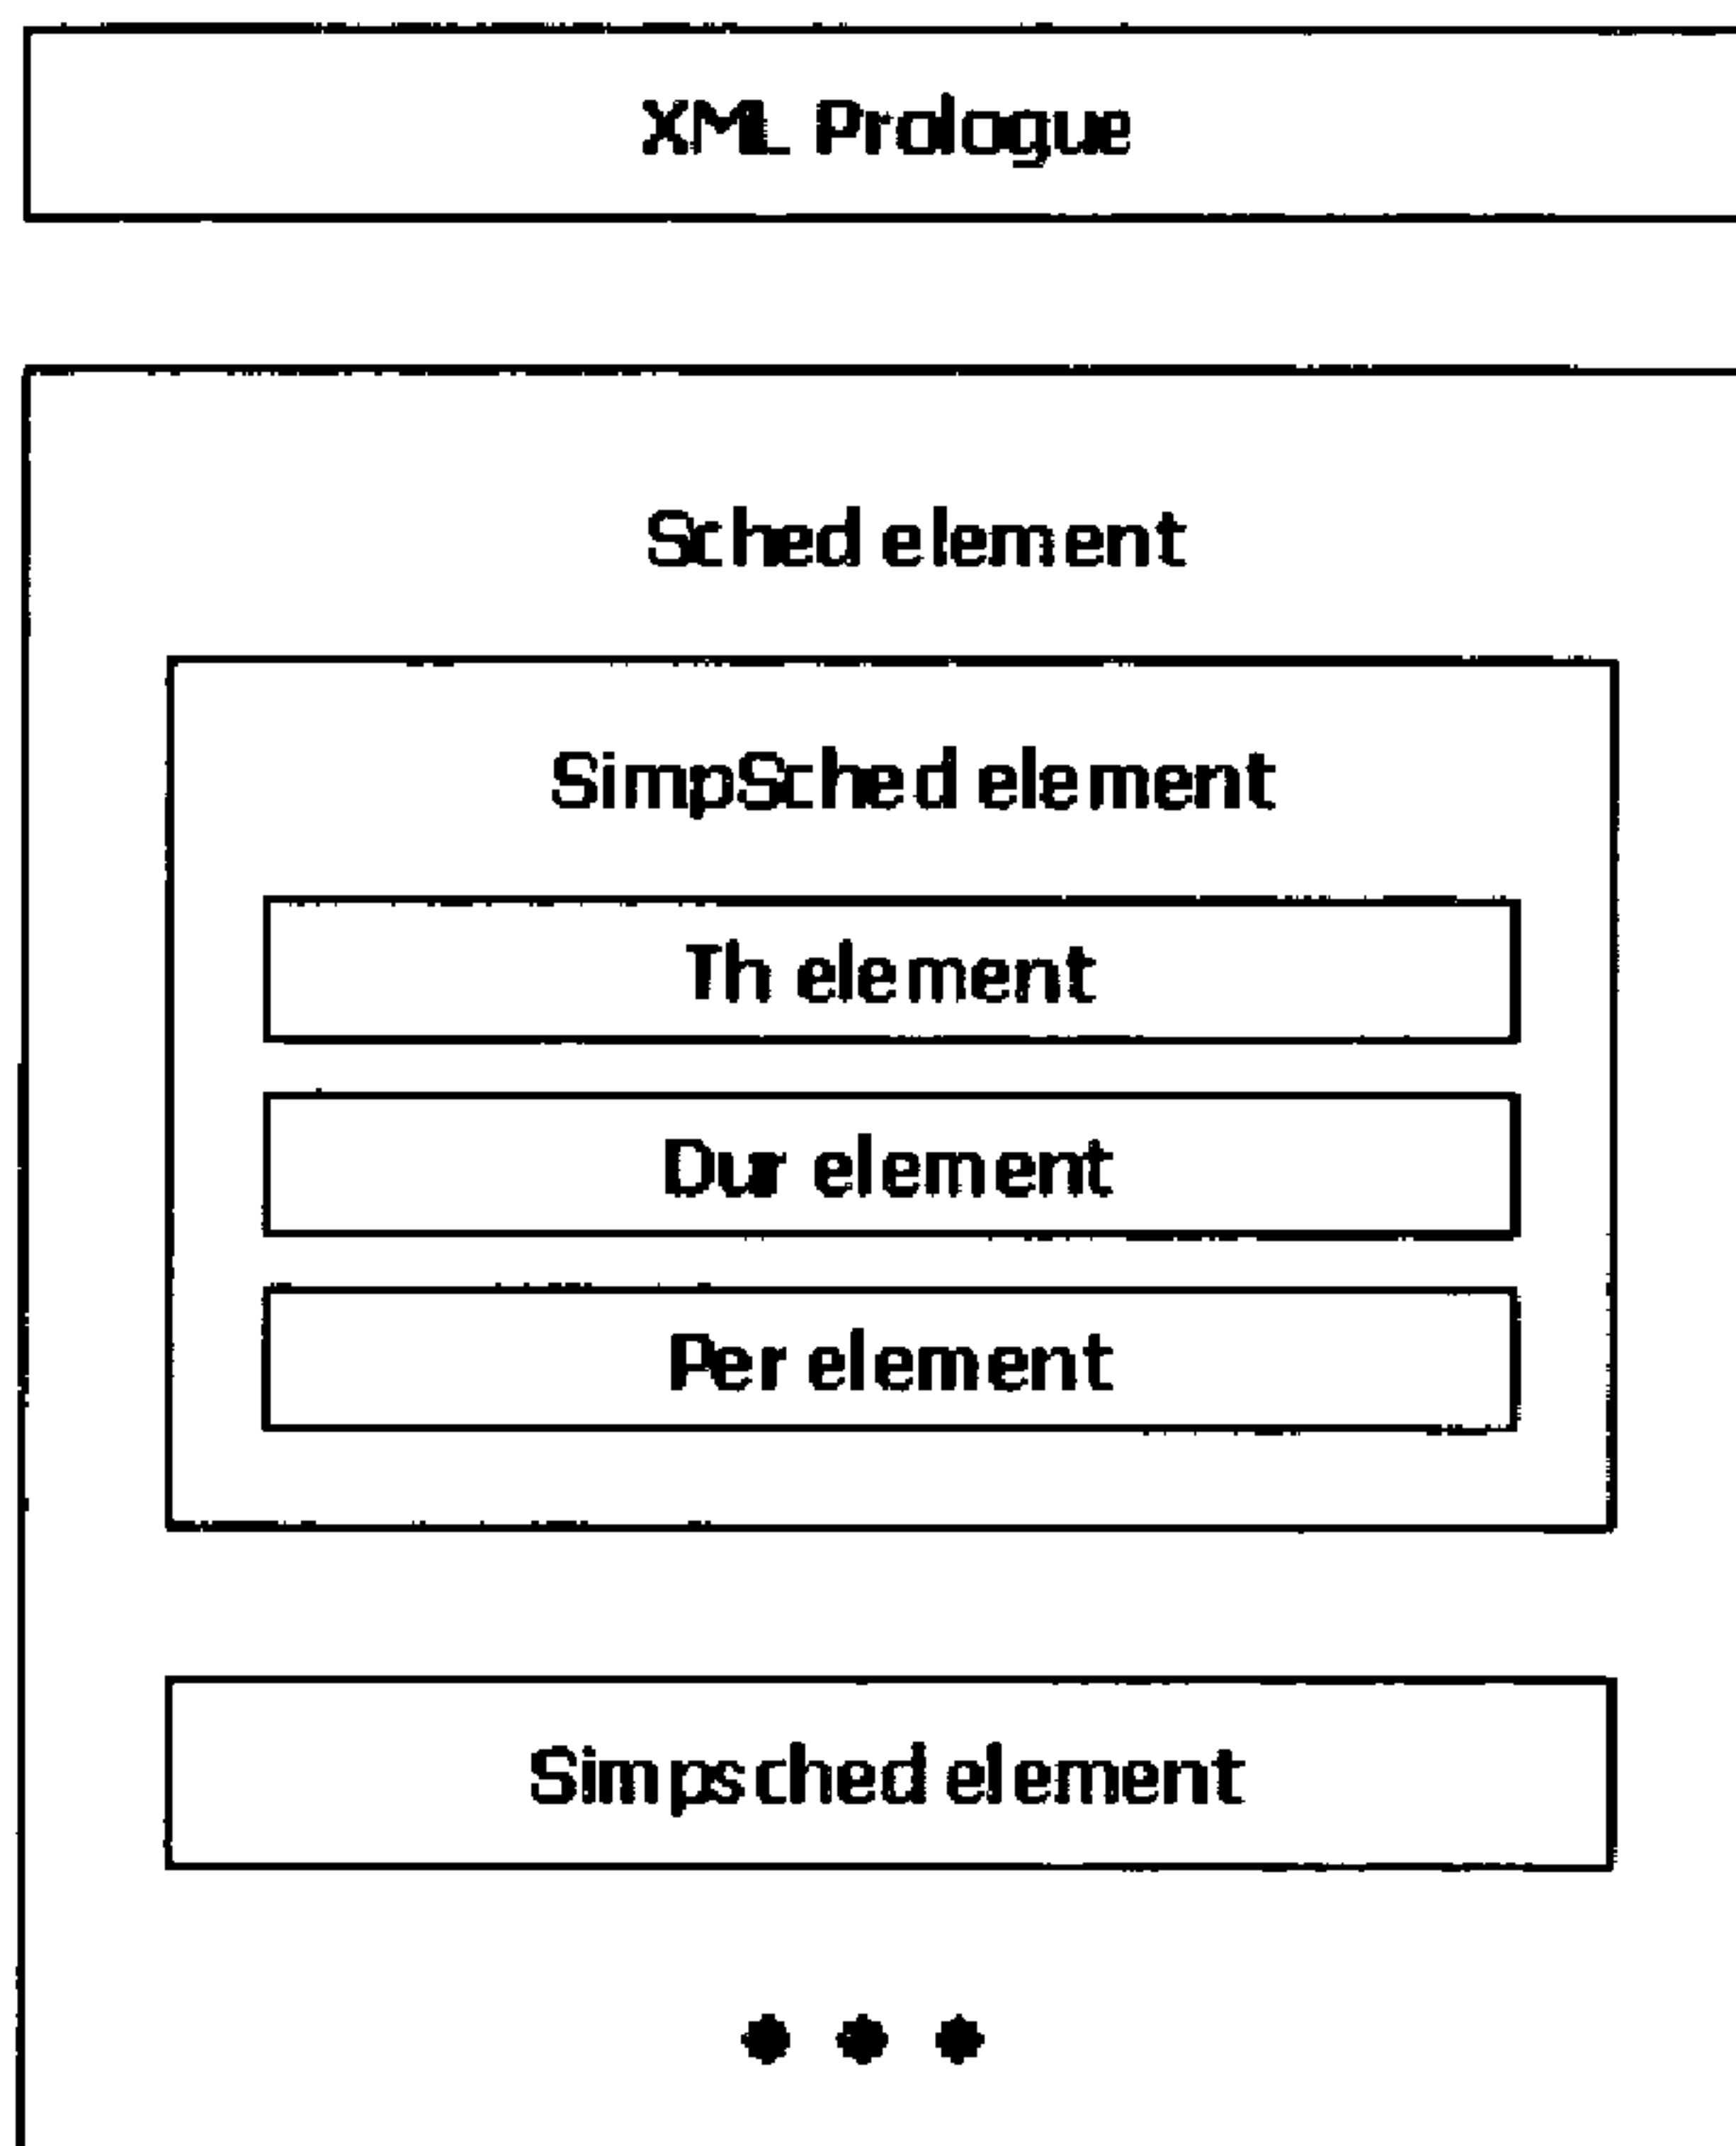 XML Prologue
Sched element
SimpSched element
Th element
Dur element
Per element
Simpsched element